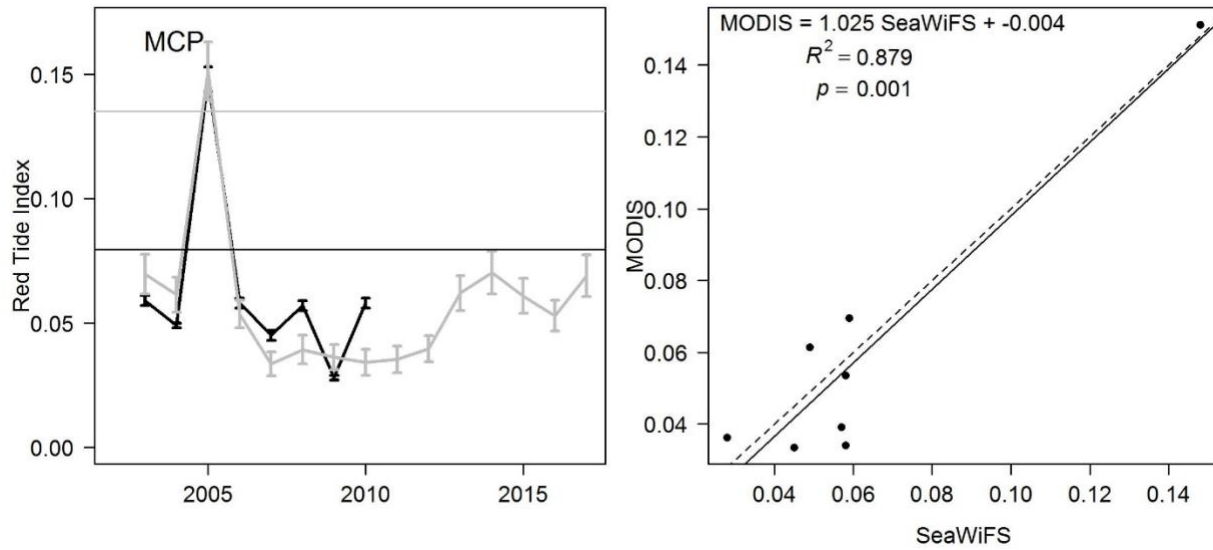 MCP
Red Tide Index
0.15
0.10
0.05
0.00
2005 2010 2015
MODIS = 1.025 SeaWiFS + -0.004
R² = 0.879
p = 0.001
MODIS
0.14
0.12
0.10
0.08
0.06
0.04
0.04 0.06 0.08 0.10 0.12 0.14
SeaWiFS